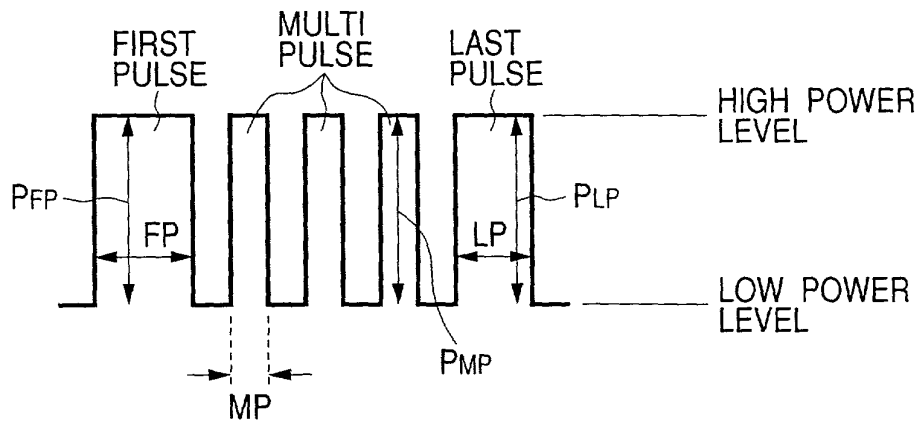 FIRST
PULSE
MULTI
PULSE
LAST
PULSE
HIGH POWER
LEVEL
PFP
FP
LP
PLP
LOW POWER
LEVEL
PMP
MP